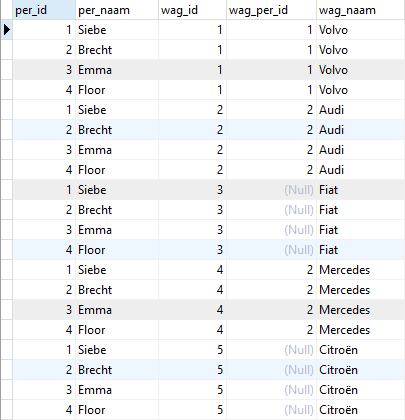 per_id per_naam wag_id wag_per_id wag_naam
1 Siebe 1 1 Volvo
2 Brecht 1 1 Volvo
3 Emma 1 1 Volvo
4 Floor 1 1 Volvo
1 Siebe 2 2 Audi
2 Brecht 2 2 Audi
3 Emma 2 2 Audi
4 Floor 2 2 Audi
1 Siebe 3 (Null) Fiat
2 Brecht 3 (Null) Fiat
3 Emma 3 (Null) Fiat
4 Floor 3 (Null) Fiat
1 Siebe 4 2 Mercedes
2 Brecht 4 2 Mercedes
3 Emma 4 2 Mercedes
4 Floor 4 2 Mercedes
1 Siebe 5 (Null) Citroën
2 Brecht 5 (Null) Citroën
3 Emma 5 (Null) Citroën
4 Floor 5 (Null) Citroën